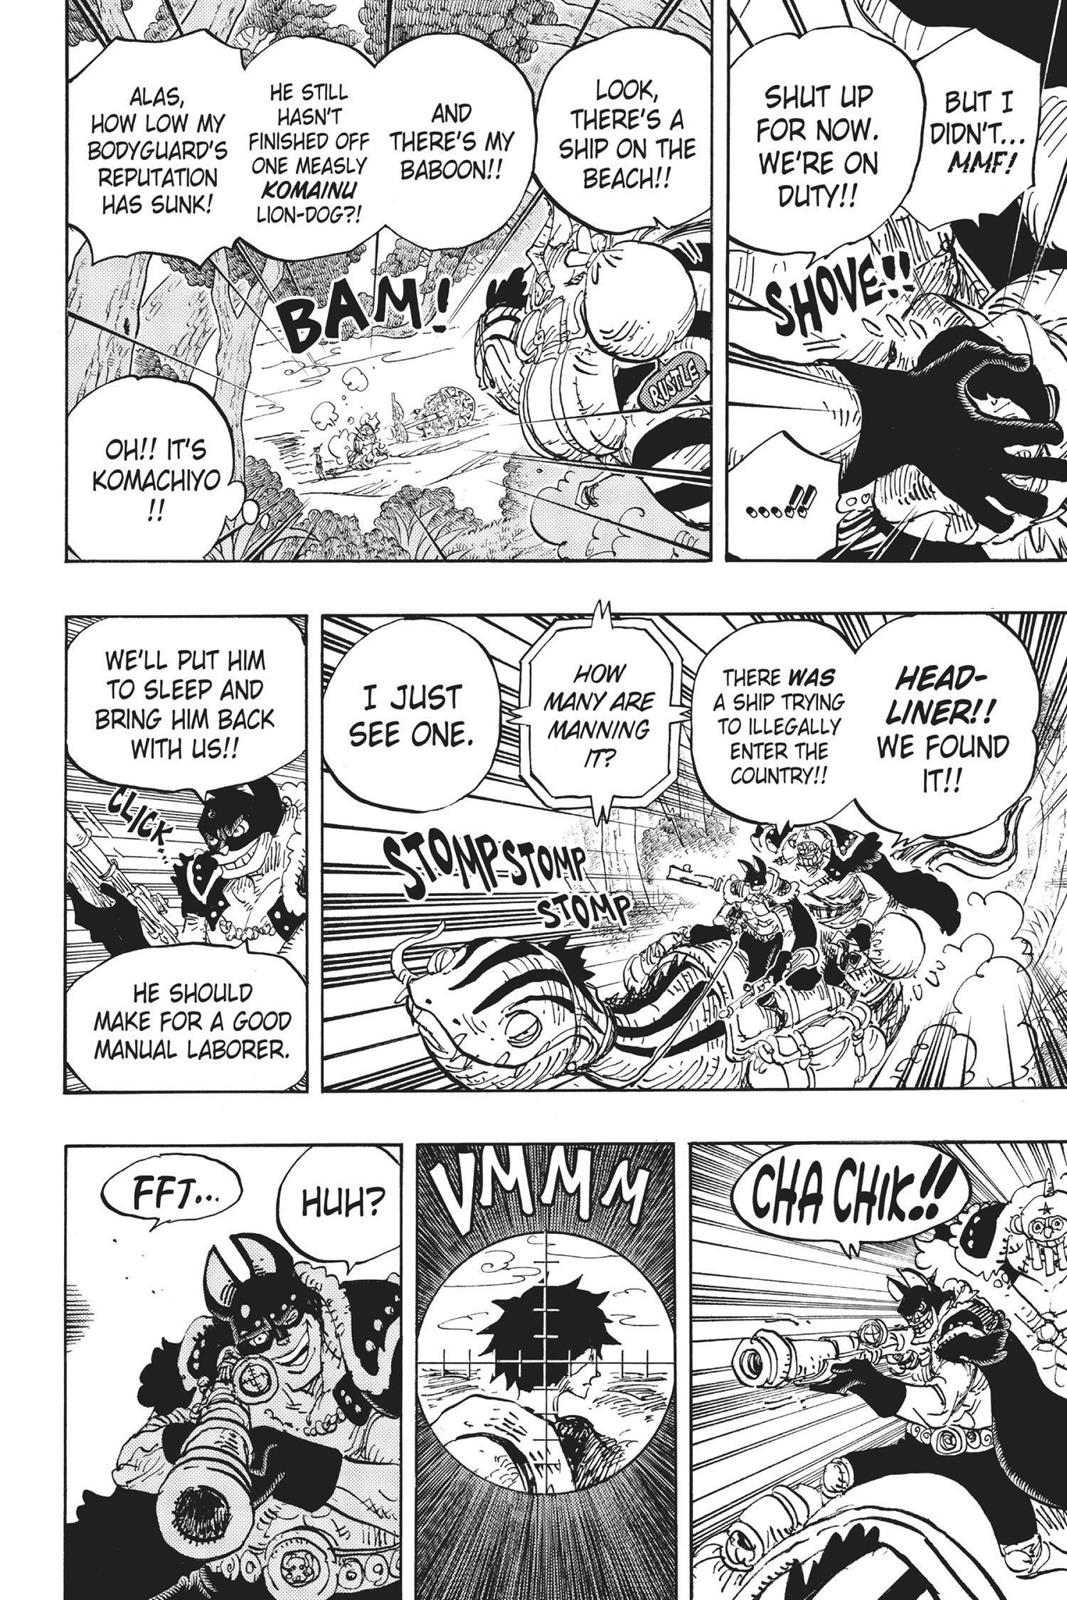 BUT I
DIDN'T...
MMF!
SHUT UP
FOR NOW.
WE'RE ON
DUTY!!
SHOVE!!
....!!
LOOK,
THERE'S A
SHIP ON THE
BEACH!!
AND
THERE'S MY
BABOON!!
HE STILL
HASN'T
FINISHED OFF
ONE MEASLY
KOMAINU
LION-DOG?!
ALAS,
HOW LOW MY
BODYGUARD'S
REPUTATION
HAS SUNK!
BAM!
RUSTLE
OH!! IT'S
KOMACHIYO
!!
HEAD-
LINER!!
WE FOUND
IT!!
THERE WAS
A SHIP TRYING
TO ILLEGALLY
ENTER THE
COUNTRY!!
HOW
MANY ARE
MANNING
IT?
I JUST
SEE ONE.
STOMP STOMP
STOMP
WE'LL PUT HIM
TO SLEEP AND
BRING HIM BACK
WITH US!!
CLICK...
HE SHOULD
MAKE FOR A GOOD
MANUAL LABORER.
CHA CHIK!!
VMMM
HUH?
FFT...